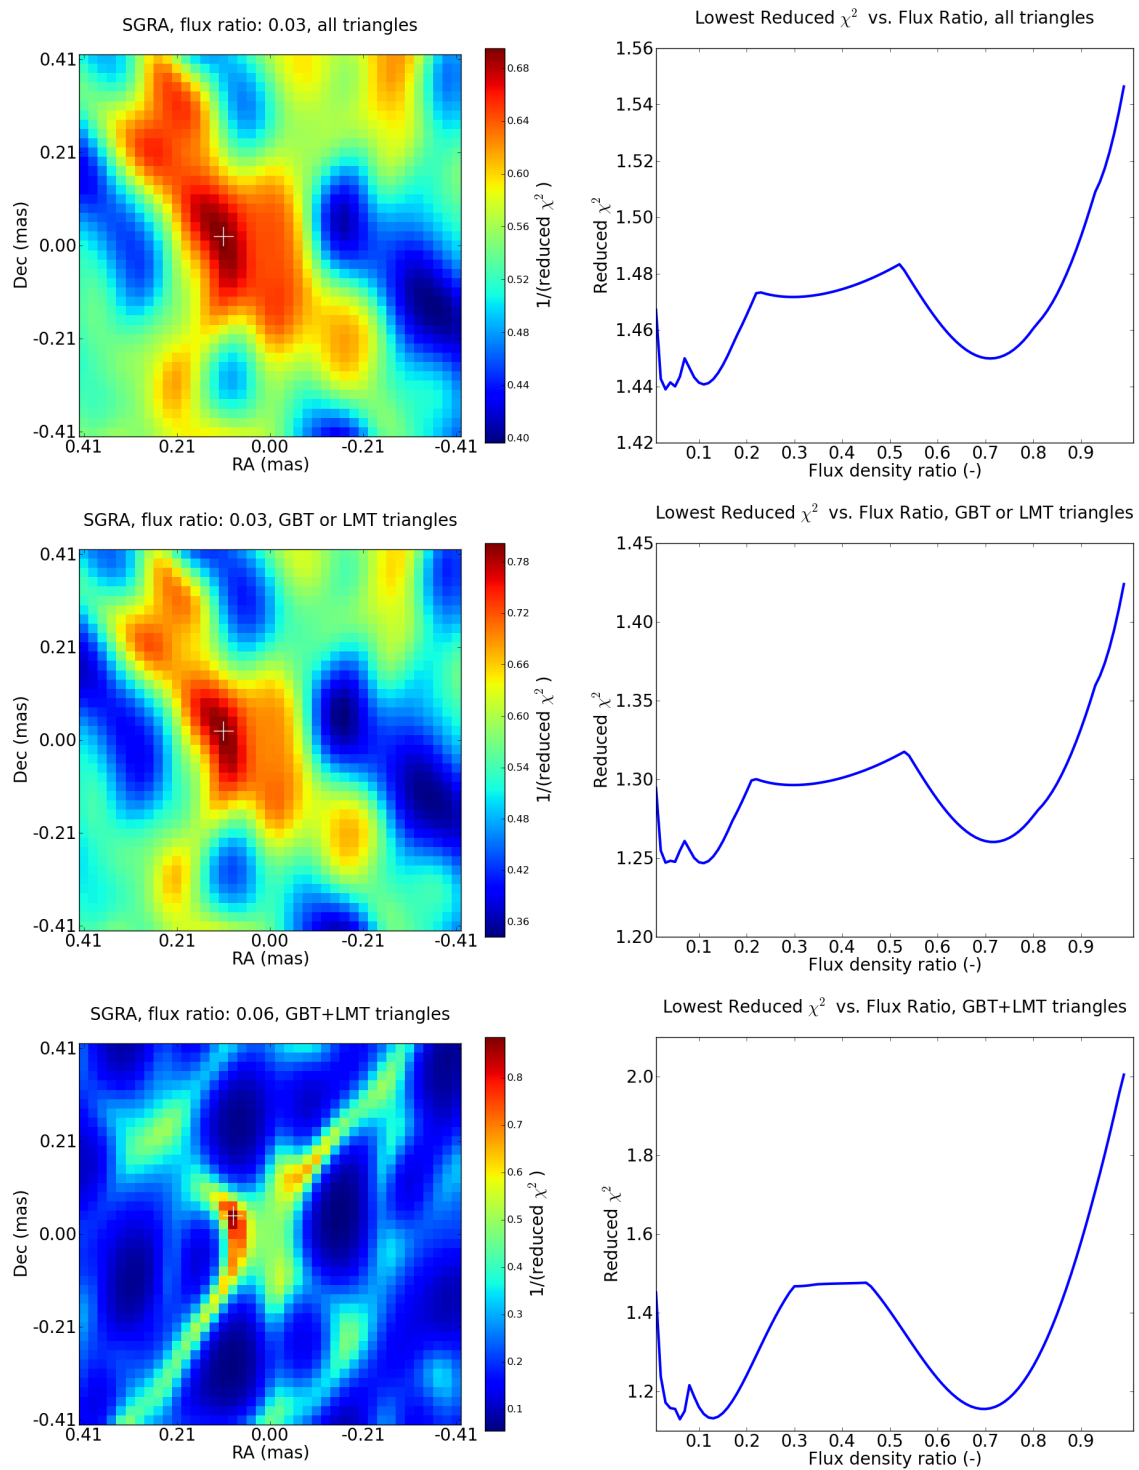 SGRA, flux ratio: 0.03, all triangles
0.41
0.21
0.00
-0.21
-0.41
Dec (mas)
0.41 0.21 0.00 -0.21 -0.41
RA (mas)
0.68
0.64
0.60
0.56
0.52
0.48
0.44
0.40
1/(reduced χ² )
Lowest Reduced χ² vs. Flux Ratio, all triangles
1.56
1.54
1.52
1.50
1.48
1.46
1.44
1.42
Reduced χ²
0.1 0.2 0.3 0.4 0.5 0.6 0.7 0.8 0.9
Flux density ratio (-)
SGRA, flux ratio: 0.03, GBT or LMT triangles
0.41
0.21
0.00
-0.21
-0.41
Dec (mas)
0.41 0.21 0.00 -0.21 -0.41
RA (mas)
0.78
0.72
0.66
0.60
0.54
0.48
0.42
0.36
1/(reduced χ² )
Lowest Reduced χ² vs. Flux Ratio, GBT or LMT triangles
1.45
1.40
1.35
1.30
1.25
1.20
Reduced χ²
0.1 0.2 0.3 0.4 0.5 0.6 0.7 0.8 0.9
Flux density ratio (-)
SGRA, flux ratio: 0.06, GBT+LMT triangles
0.41
0.21
0.00
-0.21
-0.41
Dec (mas)
0.41 0.21 0.00 -0.21 -0.41
RA (mas)
0.8
0.7
0.6
0.5
0.4
0.3
0.2
0.1
1/(reduced χ² )
Lowest Reduced χ² vs. Flux Ratio, GBT+LMT triangles
2.0
1.8
1.6
1.4
1.2
Reduced χ²
0.1 0.2 0.3 0.4 0.5 0.6 0.7 0.8 0.9
Flux density ratio (-)